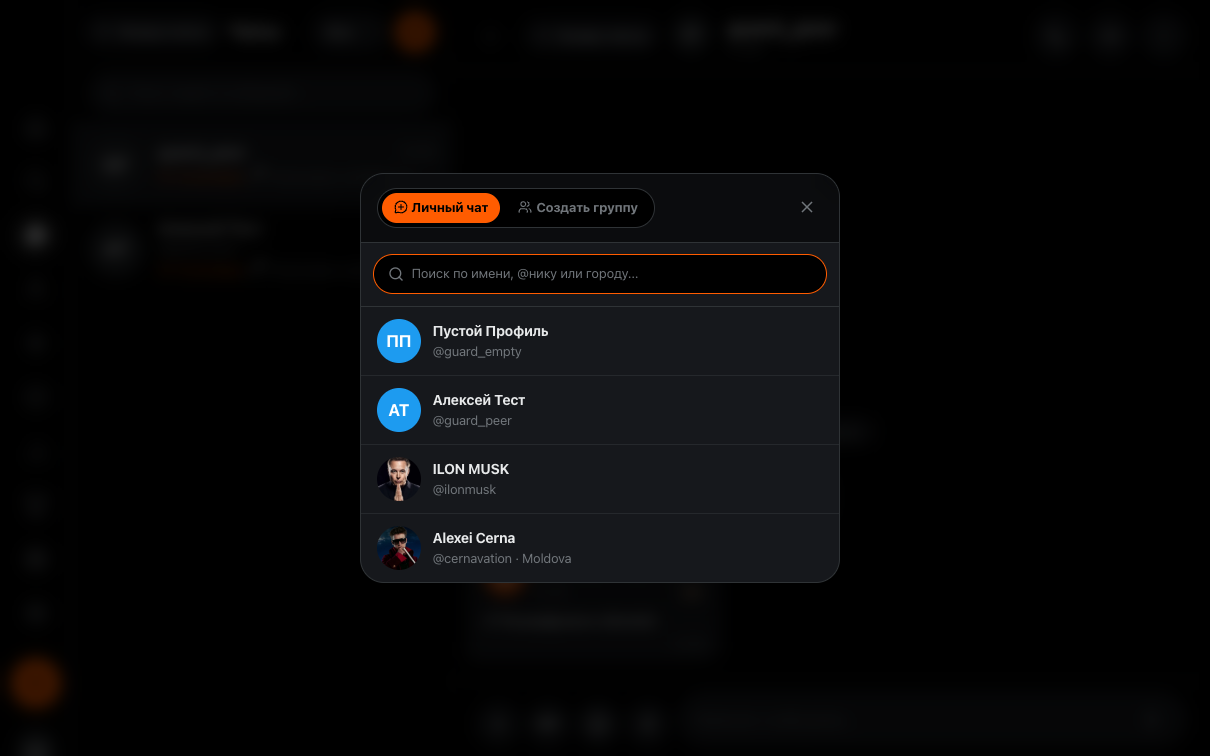 Личный чат
Создать группу
Поиск по имени, @нику или городу...
ПП
Пустой Профиль
@guard_empty
АТ
Алексей Тест
@guard_peer
ILON MUSK
@ilonmusk
Alexei Cerna
@cernavation · Moldova